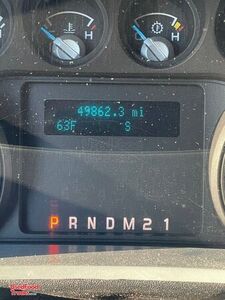 H H
49862.3 mi
63F S
P R N D M 2 1